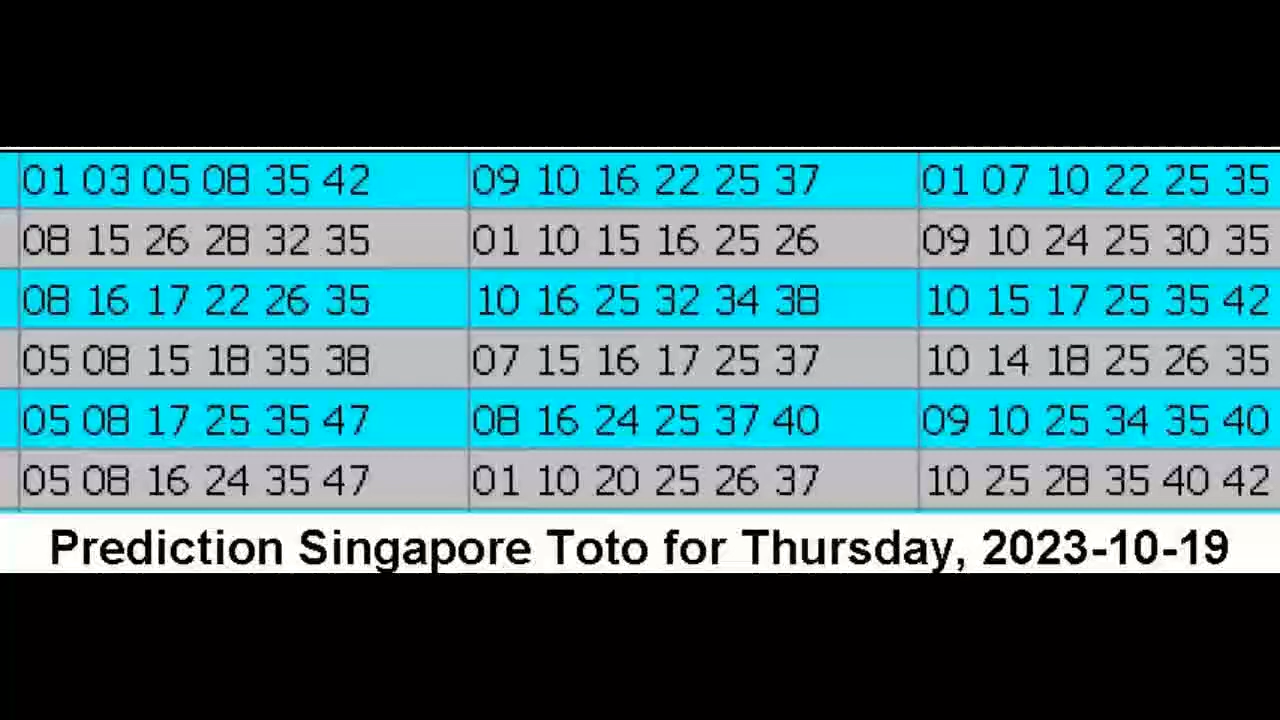 01 03 05 08 35 42 09 10 16 22 25 37 01 07 10 22 25 35
08 15 26 28 32 35 01 10 15 16 25 26 09 10 24 25 30 35
08 16 17 22 26 35 10 16 25 32 34 38 10 15 17 25 35 42
05 08 15 18 35 38 07 15 16 17 25 37 10 14 18 25 26 35
05 08 17 25 35 47 08 16 24 25 37 40 09 10 25 34 35 40
05 08 16 24 35 47 01 10 20 25 26 37 10 25 28 35 40 42
Prediction Singapore Toto for Thursday, 2023-10-19